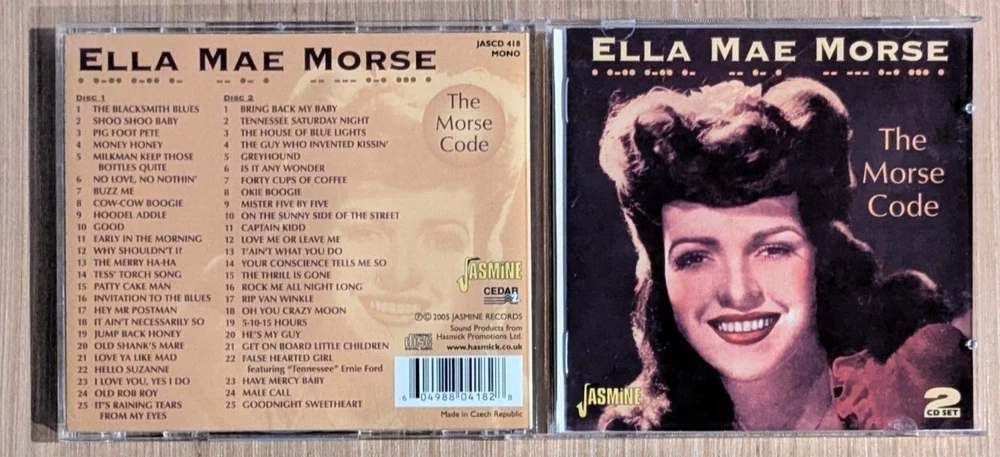 ELLA MAE MORSE
JASCD 418
MONO
The
Morse
Code
DISC 1
1 THE BLACKSMITH BLUES
2 SHOO SHOO BABY
3 PIG FOOT PETE
4 MONEY HONEY
5 MILKMAN KEEP THOSE
BOTTLES QUITE
6 NO LOVE, NO NOTHIN'
7 BUZZ ME
8 COW-COW BOOGIE
9 HOODEL ADDLE
10 GOOD
11 EARLY IN THE MORNING
12 WHY SHOULDN'T I?
13 THE MERRY HA-HA
14 TESS' TORCH SONG
15 PATTY CAKE MAN
16 INVITATION TO THE BLUES
17 HEY MR POSTMAN
18 IT AIN'T NECESSARILY SO
19 JUMP BACK HONEY
20 OLD SHANK'S MARE
21 LOVE YA LIKE MAD
22 HELLO SUZANNE
23 I LOVE YOU, YES I DO
24 OLD ROB ROY
25 IT'S RAINING TEARS
FROM MY EYES
DISC 2
1 BRING BACK MY BABY
2 TENNESSEE SATURDAY NIGHT
3 THE HOUSE OF BLUE LIGHTS
4 THE GUY WHO INVENTED KISSIN'
5 GREYHOUND
6 IS IT ANY WONDER
7 FORTY CUPS OF COFFEE
8 OKIE BOOGIE
9 MISTER FIVE BY FIVE
10 ON THE SUNNY SIDE OF THE STREET
11 CAPTAIN KIDD
12 LOVE ME OR LEAVE ME
13 T'AIN'T WHAT YOU DO
14 YOUR CONSCIENCE TELLS ME SO
15 THE THRILL IS GONE
16 ROCK ME ALL NIGHT LONG
17 RIP VAN WINKLE
18 OH YOU CRAZY MOON
19 5-10-15 HOURS
20 HE'S MY GUY
21 GET ON BOARD LITTLE CHILDREN
22 FALSE HEARTED GIRL
featuring "Tennessee" Ernie Ford
23 HAVE MERCY BABY
24 MALE CALL
25 GOODNIGHT SWEETHEART
JASMINE
CEDAR 2
℗© 2005 JASMINE RECORDS
Sound Products from
Hasmick Promotions Ltd.
www.hasmick.co.uk
6 04988 04182 8
Made in Czech Republic
ELLA MAE MORSE
The
Morse
Code
JASMINE
2
CD SET